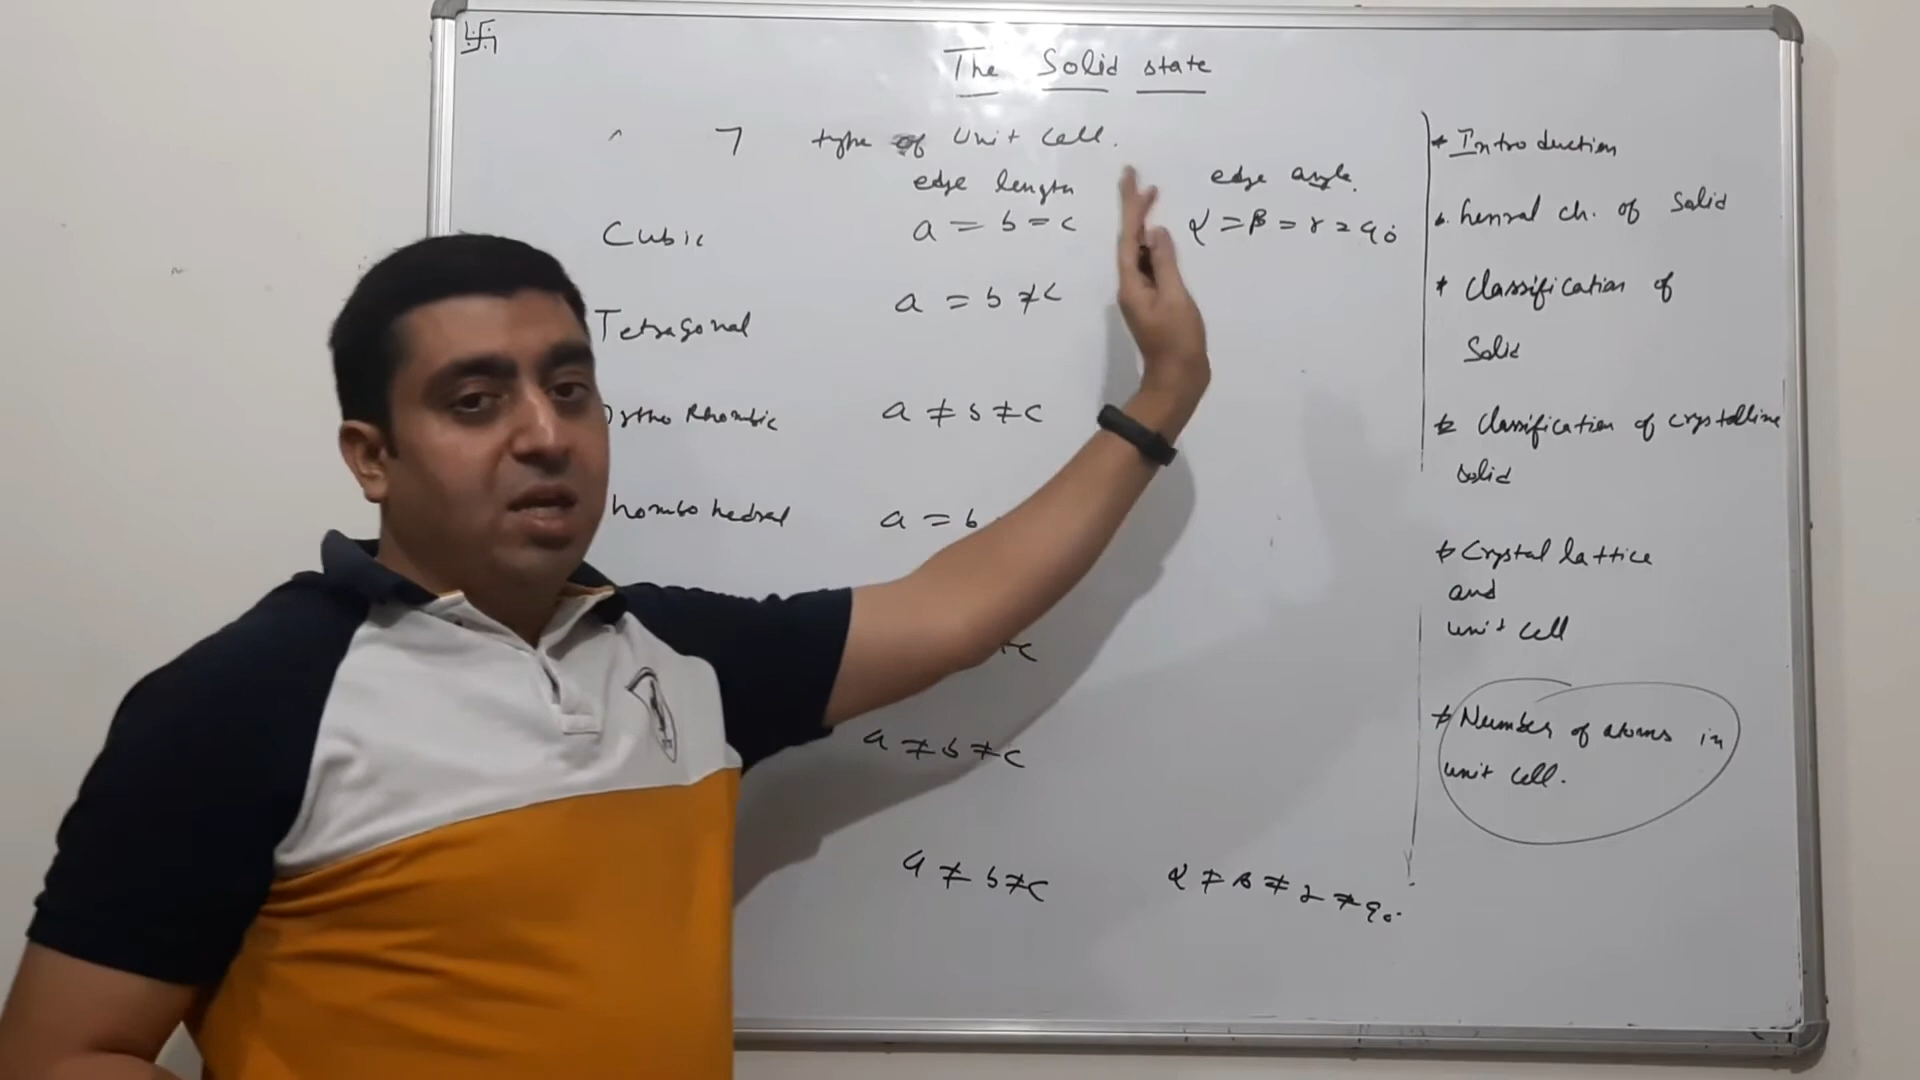 The Solid state
7 type of Unit Cell.
edge length edge angle.
Cubic a = b = c α = β = γ = 90
Tetragonal a = b ≠ c
Ortho Rhombic a ≠ b ≠ c
hombohedral a = b
≠ c
a ≠ b ≠ c
a ≠ b ≠ c α ≠ β ≠ γ ≠ 90.
* Introduction
ch. of Solid
* Classification of
Solid
* Classification of crystalline
Solid
* Crystal lattice
and
unit cell
* Number of atoms in
unit cell.